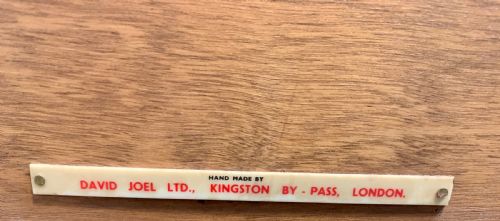 HAND MADE BY
DAVID JOEL LTD., KINGSTON BY - PASS, LONDON.